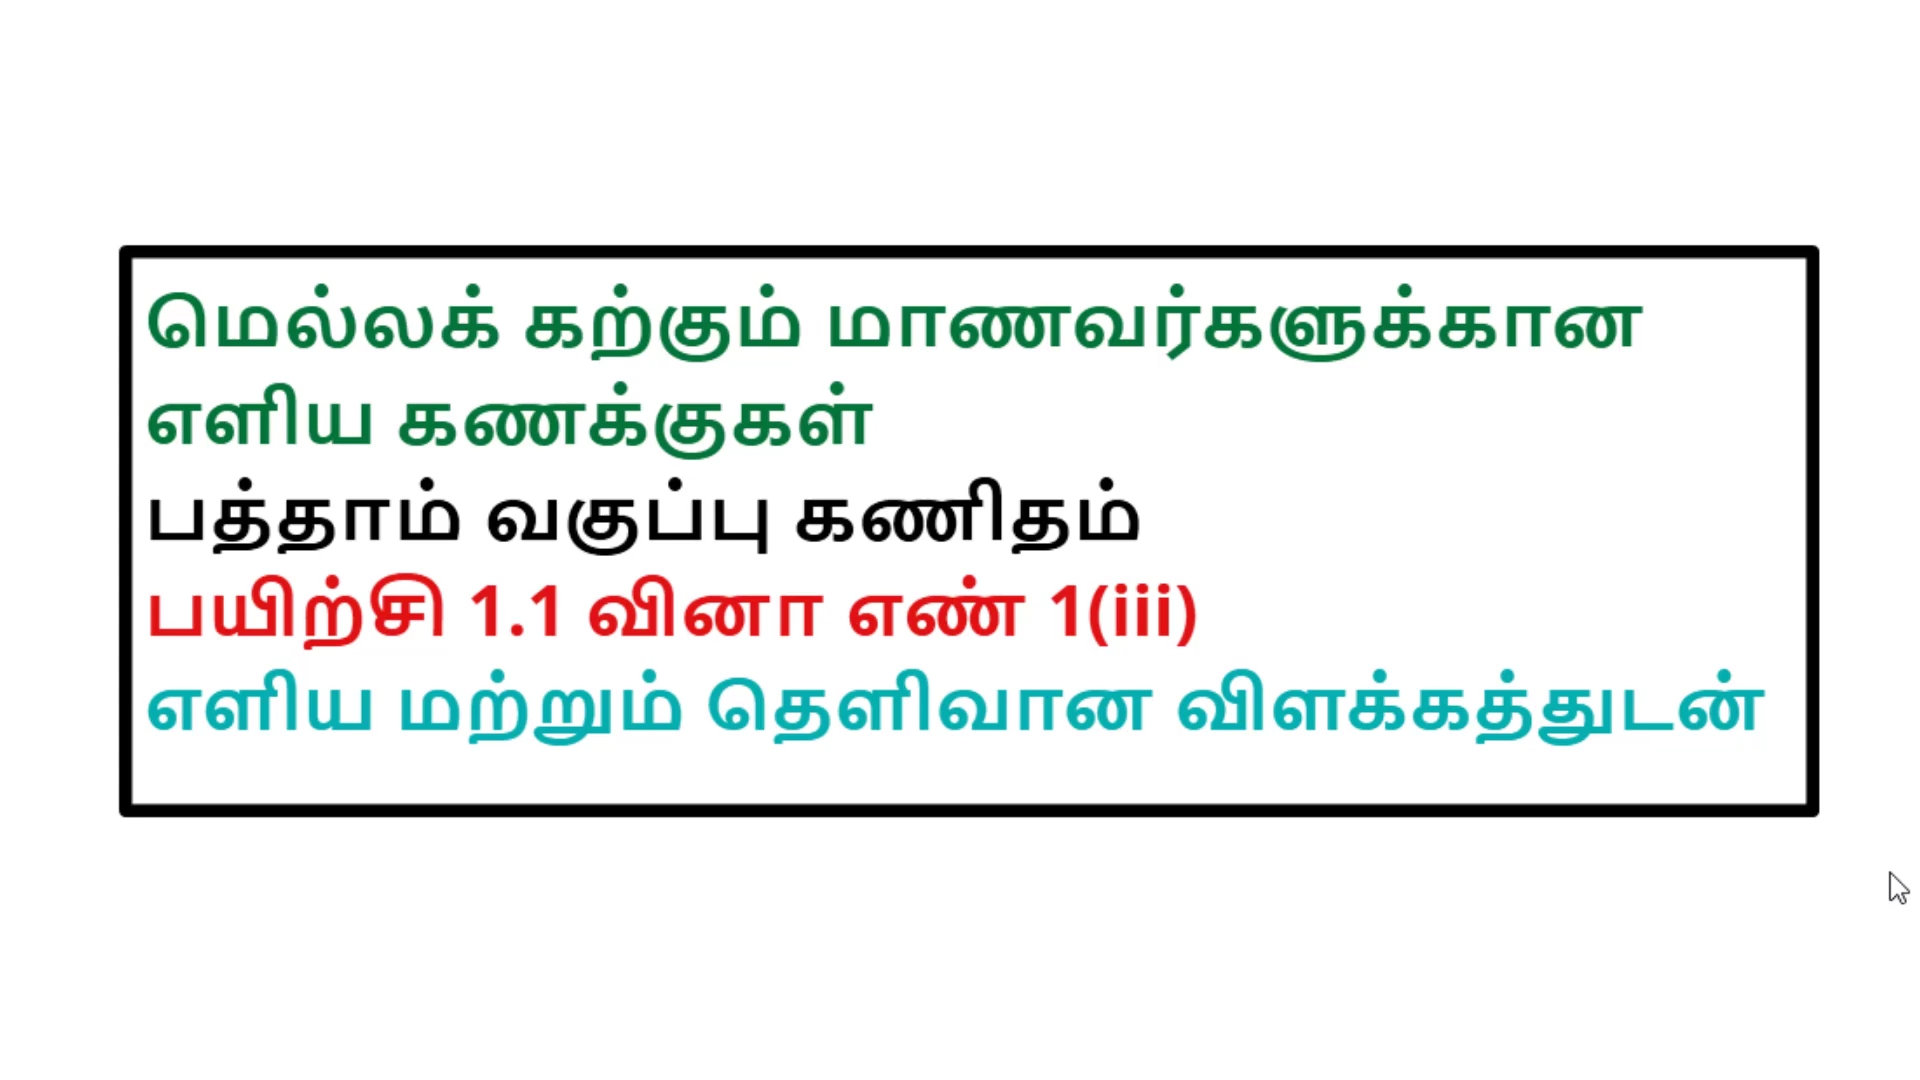 மெல்லக் கற்கும் மாணவர்களுக்கான
எளிய கணக்குகள்
பத்தாம் வகுப்பு கணிதம்
பயிற்சி 1.1 வினா எண் 1(iii)
எளிய மற்றும் தெளிவான விளக்கத்துடன்